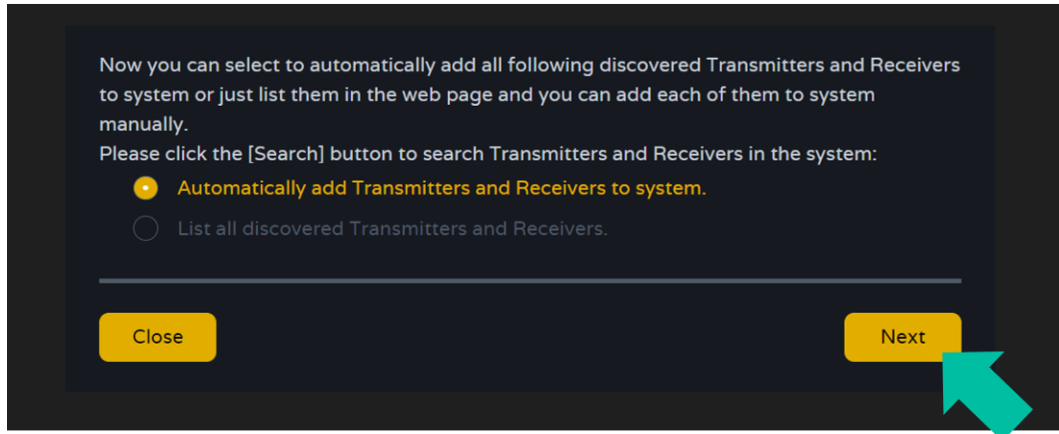 Now you can select to automatically add all following discovered Transmitters and Receivers
to system or just list them in the web page and you can add each of them to system
manually.
Please click the [Search] button to search Transmitters and Receivers in the system:
Automatically add Transmitters and Receivers to system.
List all discovered Transmitters and Receivers.
Close
Next